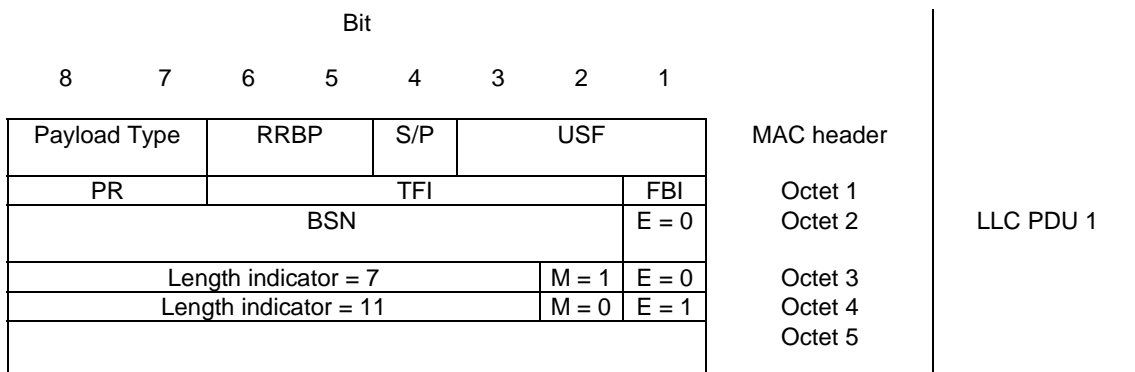 Bit
8 7 6 5 4 3 2 1
Payload Type RRBP S/P USF MAC header
PR TFI FBI Octet 1
BSN E = 0 Octet 2 LLC PDU 1
Length indicator = 7 M = 1 E = 0 Octet 3
Length indicator = 11 M = 0 E = 1 Octet 4
Octet 5